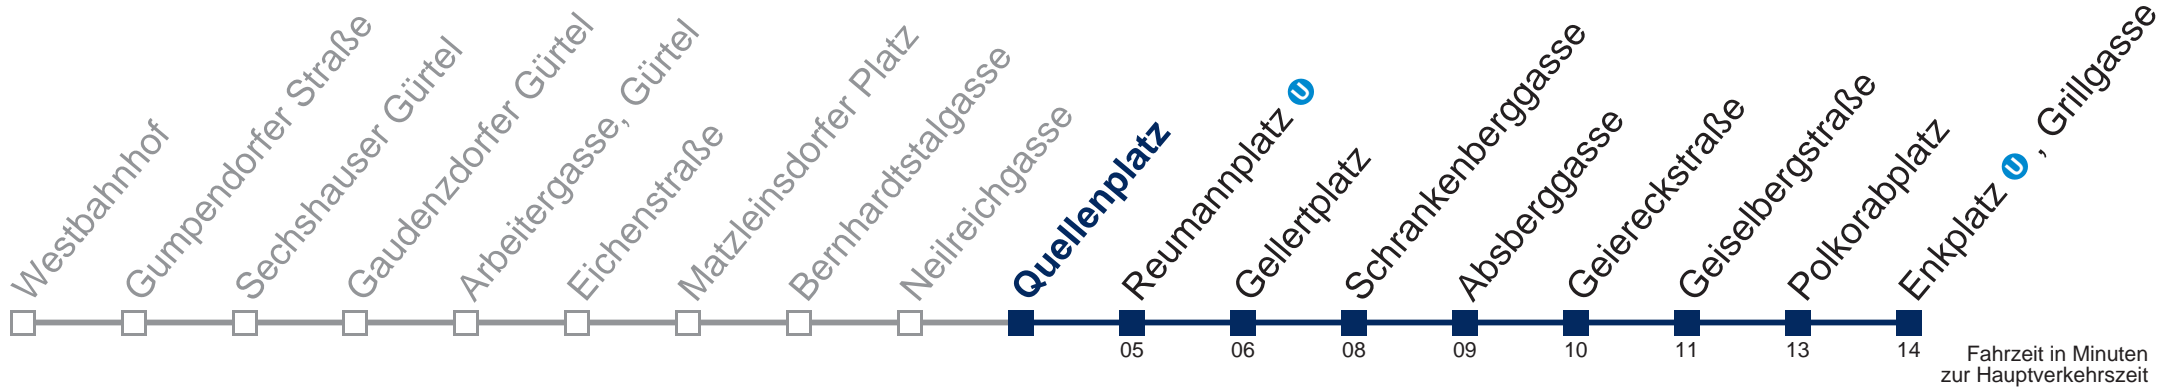 Westbahnhof
Gumpendorfer Straße
Sechshauser Gürtel
Gaudenzdorfer Gürtel
Arbeitergasse, Gürtel
Eichenstraße
Matzleinsdorfer Platz
Bernhardtstalgasse
Neilreichgasse
Quellenplatz
Reumannplatz U
Gellertplatz
Schrankenberggasse
Absberggasse
Geiereckstraße
Geiselbergstraße
Polkorabplatz
Enkplatz U , Grillgasse
05 06 08 09 10 11 13 14
Fahrzeit in Minuten
zur Hauptverkehrszeit